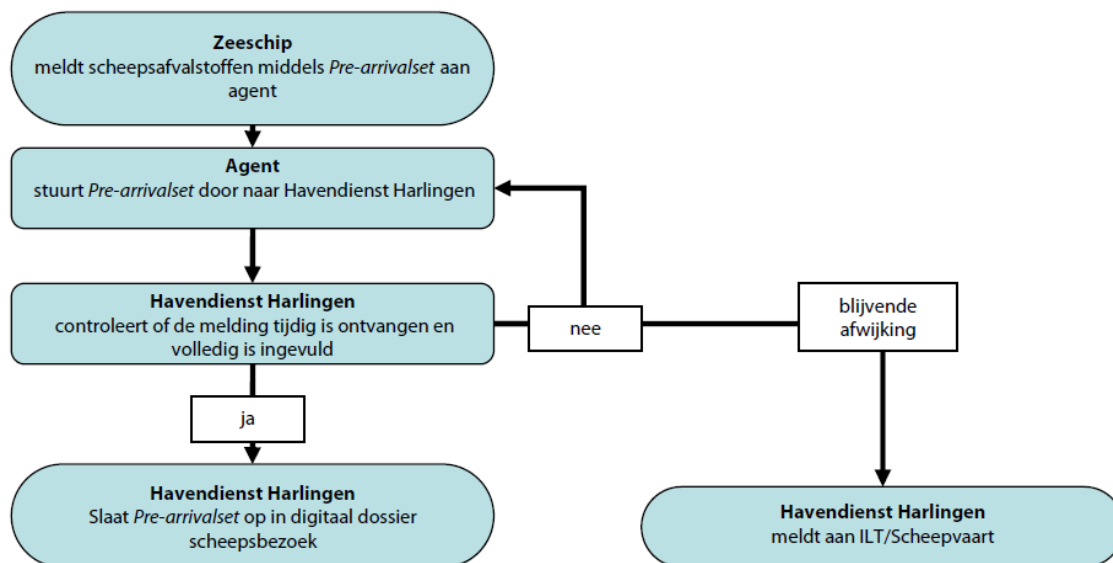 Zeeschip
meldt scheepsafvalstoffen middels Pre-arrivalset aan
agent
Agent
stuurt Pre-arrivalset door naar Havendienst Harlingen
Havendienst Harlingen
controleert of de melding tijdig is ontvangen en
volledig is ingevuld
nee
blijvende
afwijking
ja
Havendienst Harlingen
Slaat Pre-arrivalset op in digitaal dossier
scheepsbezoek
Havendienst Harlingen
meldt aan ILT/Scheepvaart